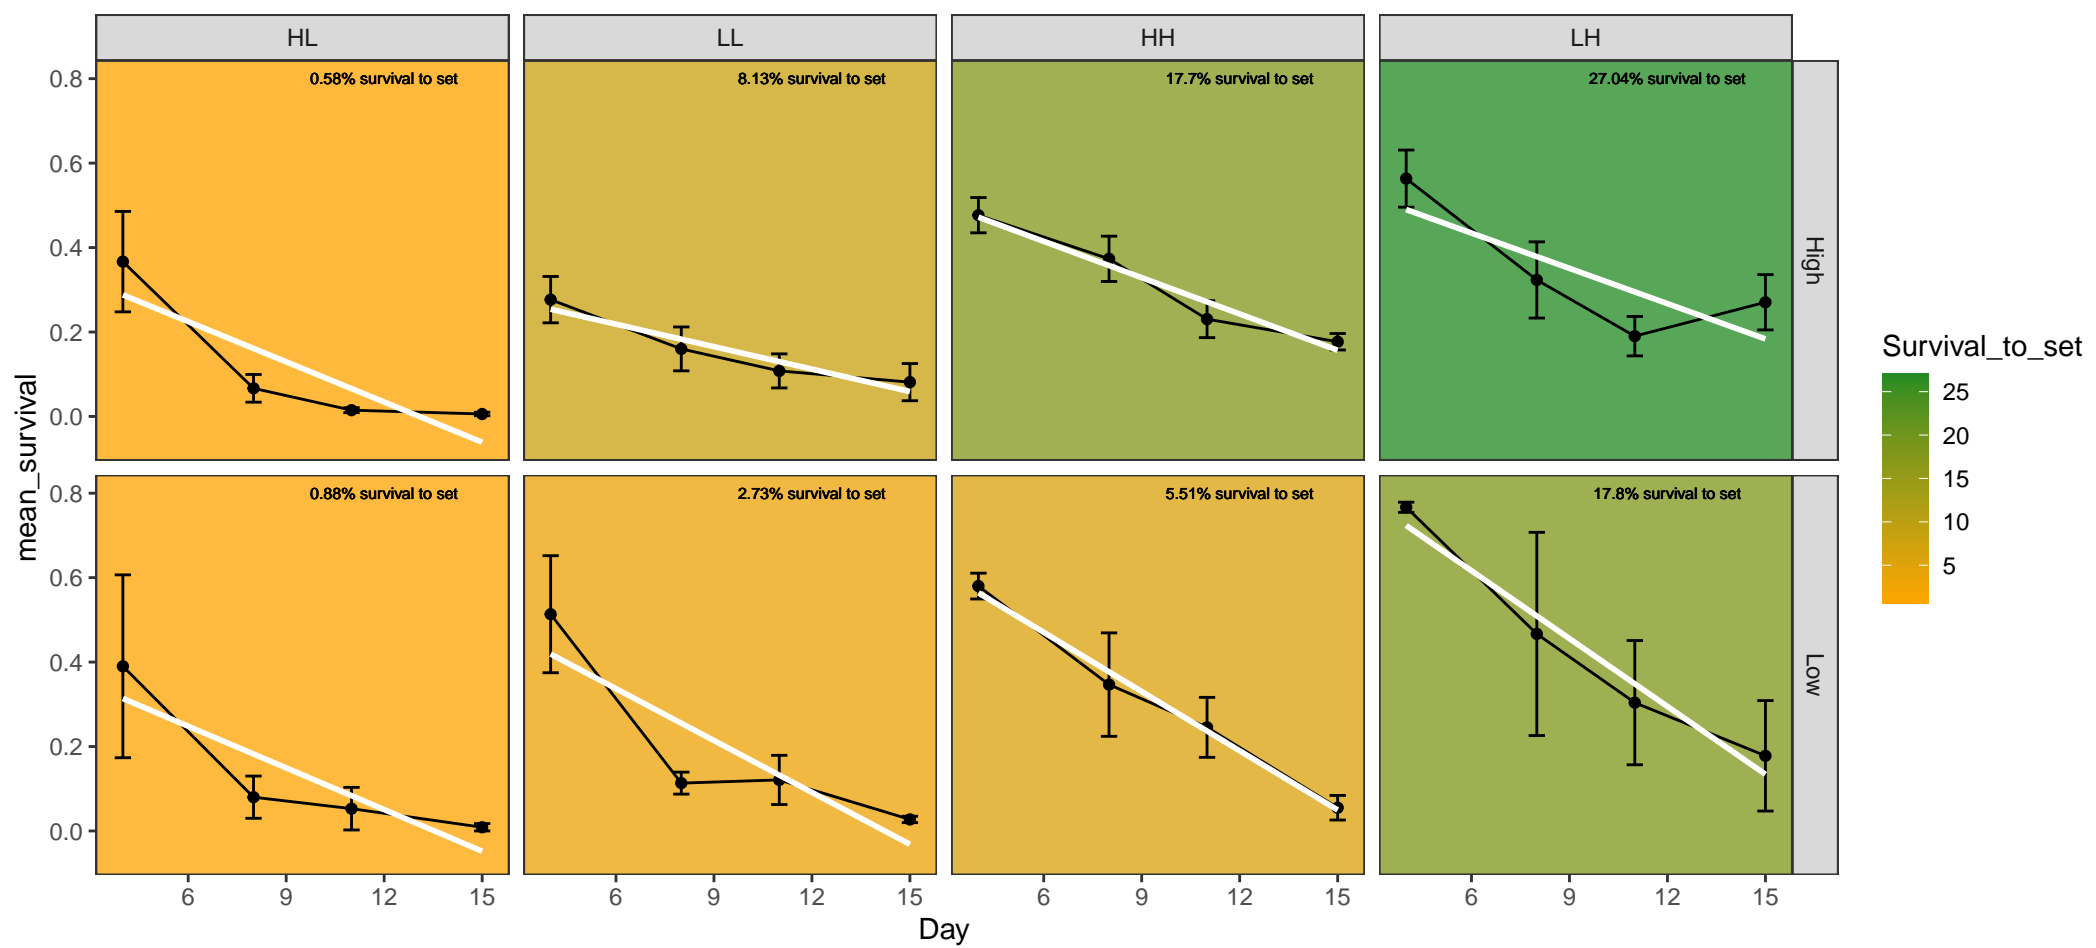 HL LL HH LH
0.58% survival to set 8.13% survival to set 17.7% survival to set 27.04% survival to set
0.8
0.6
0.4
0.2
0.0
High
0.88% survival to set 2.73% survival to set 5.51% survival to set 17.8% survival to set
0.8
0.6
0.4
0.2
0.0
Low
6 9 12 15 6 9 12 15 6 9 12 15 6 9 12 15
Day
mean_survival
Survival_to_set
25
20
15
10
5